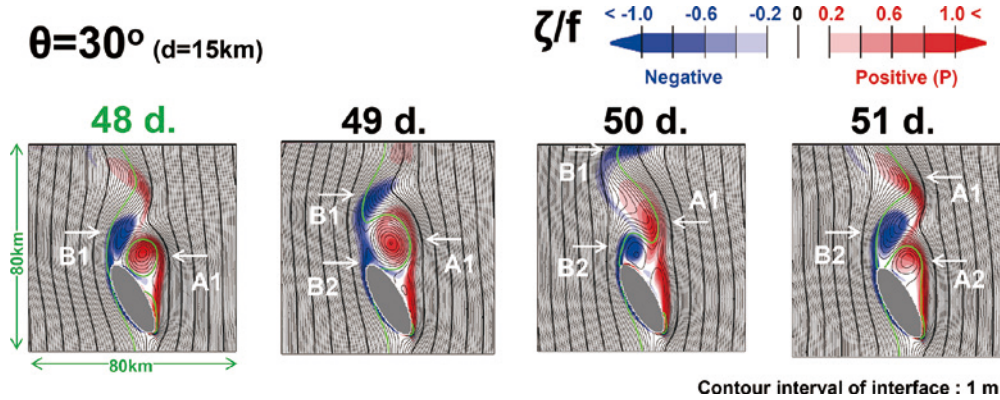 θ=30º (d=15km)
ζ/f
< -1.0 -0.6 -0.2 0 0.2 0.6 1.0 <
Negative Positive (P)
48 d. 49 d. 50 d. 51 d.
B1 A1
B1 B2 A1
B1 A1 B2
A1 B2 A2
80km
80km
Contour interval of interface : 1 m